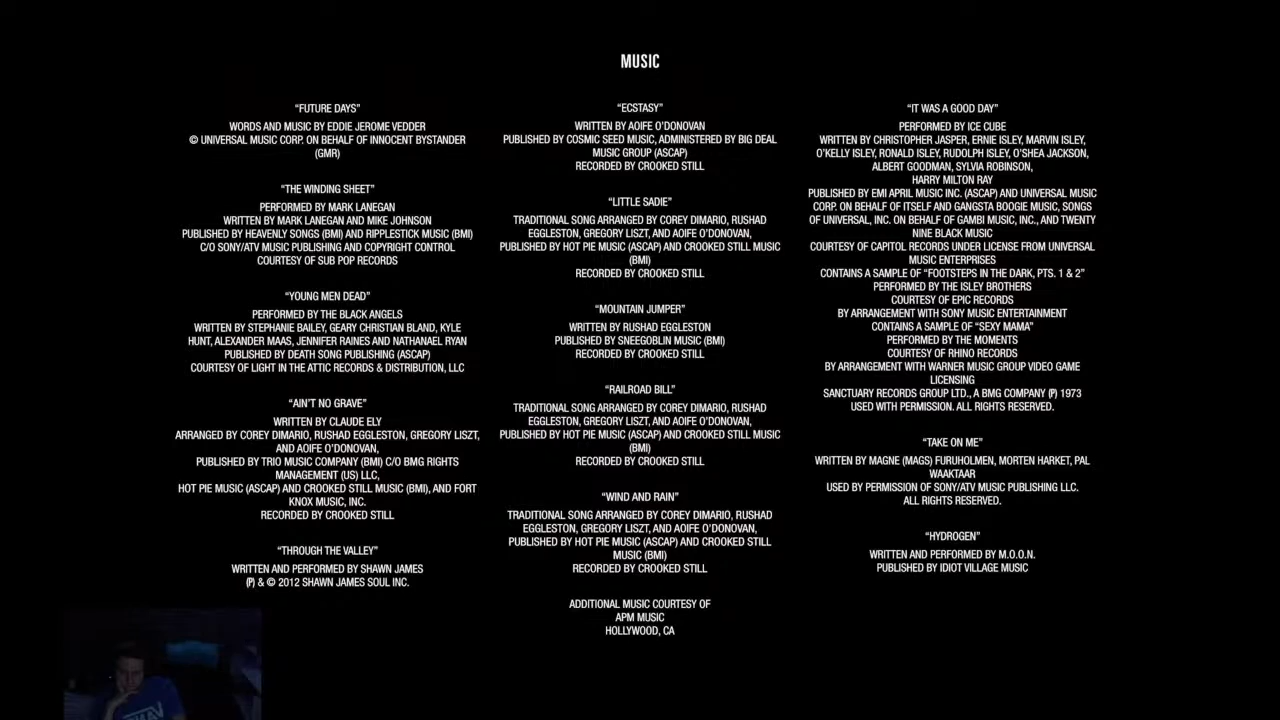 MUSIC
“FUTURE DAYS”
WORDS AND MUSIC BY EDDIE JEROME VEDDER
© UNIVERSAL MUSIC CORP. ON BEHALF OF INNOCENT BYSTANDER
(GMR)
“THE WINDING SHEET”
PERFORMED BY MARK LANEGAN
WRITTEN BY MARK LANEGAN AND MIKE JOHNSON
PUBLISHED BY HEAVENLY SONGS (BMI) AND RIPPLESTICK MUSIC (BMI)
C/O SONY/ATV MUSIC PUBLISHING AND COPYRIGHT CONTROL
COURTESY OF SUB POP RECORDS
“YOUNG MEN DEAD”
PERFORMED BY THE BLACK ANGELS
WRITTEN BY STEPHANIE BAILEY, GEARY CHRISTIAN BLAND, KYLE
HUNT, ALEXANDER MAAS, JENNIFER RAINES AND NATHANAEL RYAN
PUBLISHED BY DEATH SONG PUBLISHING (ASCAP)
COURTESY OF LIGHT IN THE ATTIC RECORDS & DISTRIBUTION, LLC
“AIN’T NO GRAVE”
WRITTEN BY CLAUDE ELY
ARRANGED BY COREY DIMARIO, RUSHAD EGGLESTON, GREGORY LISZT,
AND AOIFE O’DONOVAN,
PUBLISHED BY TRIO MUSIC COMPANY (BMI) C/O BMG RIGHTS
MANAGEMENT (US) LLC,
HOT PIE MUSIC (ASCAP) AND CROOKED STILL MUSIC (BMI), AND FORT
KNOX MUSIC, INC.
RECORDED BY CROOKED STILL
“THROUGH THE VALLEY”
WRITTEN AND PERFORMED BY SHAWN JAMES
(P) & © 2012 SHAWN JAMES SOUL INC.
“ECSTASY”
WRITTEN BY AOIFE O’DONOVAN
PUBLISHED BY COSMIC SEED MUSIC, ADMINISTERED BY BIG DEAL
MUSIC GROUP (ASCAP)
RECORDED BY CROOKED STILL
“LITTLE SADIE”
TRADITIONAL SONG ARRANGED BY COREY DIMARIO, RUSHAD
EGGLESTON, GREGORY LISZT, AND AOIFE O’DONOVAN,
PUBLISHED BY HOT PIE MUSIC (ASCAP) AND CROOKED STILL MUSIC
(BMI)
RECORDED BY CROOKED STILL
“MOUNTAIN JUMPER”
WRITTEN BY RUSHAD EGGLESTON
PUBLISHED BY SNEEGOBLIN MUSIC (BMI)
RECORDED BY CROOKED STILL
“RAILROAD BILL”
TRADITIONAL SONG ARRANGED BY COREY DIMARIO, RUSHAD
EGGLESTON, GREGORY LISZT, AND AOIFE O’DONOVAN,
PUBLISHED BY HOT PIE MUSIC (ASCAP) AND CROOKED STILL MUSIC
(BMI)
RECORDED BY CROOKED STILL
“WIND AND RAIN”
TRADITIONAL SONG ARRANGED BY COREY DIMARIO, RUSHAD
EGGLESTON, GREGORY LISZT, AND AOIFE O’DONOVAN,
PUBLISHED BY HOT PIE MUSIC (ASCAP) AND CROOKED STILL
MUSIC (BMI)
RECORDED BY CROOKED STILL
ADDITIONAL MUSIC COURTESY OF
APM MUSIC
HOLLYWOOD, CA
“IT WAS A GOOD DAY”
PERFORMED BY ICE CUBE
WRITTEN BY CHRISTOPHER JASPER, ERNIE ISLEY, MARVIN ISLEY,
O’KELLY ISLEY, RONALD ISLEY, RUDOLPH ISLEY, O’SHEA JACKSON,
ALBERT GOODMAN, SYLVIA ROBINSON,
HARRY MILTON RAY
PUBLISHED BY EMI APRIL MUSIC INC. (ASCAP) AND UNIVERSAL MUSIC
CORP. ON BEHALF OF ITSELF AND GANGSTA BOOGIE MUSIC, SONGS
OF UNIVERSAL, INC. ON BEHALF OF GAMBI MUSIC, INC., AND TWENTY
NINE BLACK MUSIC
COURTESY OF CAPITOL RECORDS UNDER LICENSE FROM UNIVERSAL
MUSIC ENTERPRISES
CONTAINS A SAMPLE OF “FOOTSTEPS IN THE DARK, PTS. 1 & 2”
PERFORMED BY THE ISLEY BROTHERS
COURTESY OF EPIC RECORDS
BY ARRANGEMENT WITH SONY MUSIC ENTERTAINMENT
CONTAINS A SAMPLE OF “SEXY MAMA”
PERFORMED BY THE MOMENTS
COURTESY OF RHINO RECORDS
BY ARRANGEMENT WITH WARNER MUSIC GROUP VIDEO GAME
LICENSING
SANCTUARY RECORDS GROUP LTD., A BMG COMPANY (P) 1973
USED WITH PERMISSION. ALL RIGHTS RESERVED.
“TAKE ON ME”
WRITTEN BY MAGNE (MAGS) FURUHOLMEN, MORTEN HARKET, PAL
WAAKTAAR
USED BY PERMISSION OF SONY/ATV MUSIC PUBLISHING LLC.
ALL RIGHTS RESERVED.
“HYDROGEN”
WRITTEN AND PERFORMED BY M.O.O.N.
PUBLISHED BY IDIOT VILLAGE MUSIC